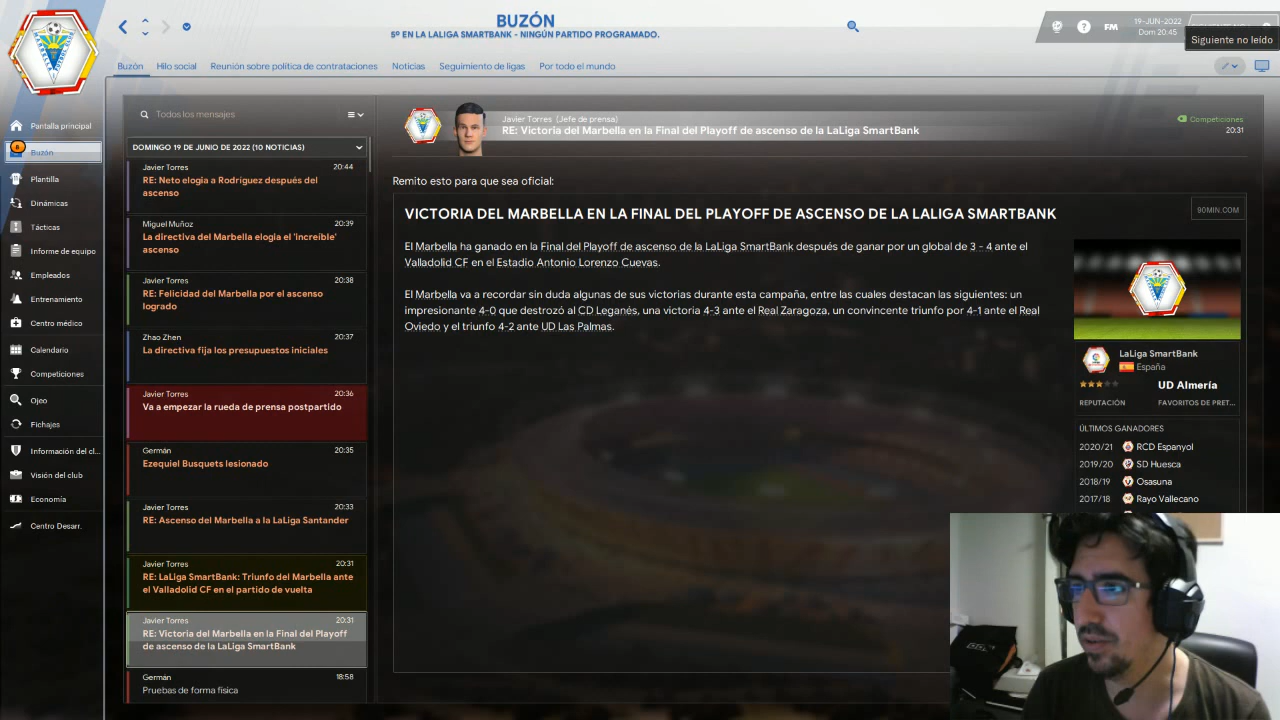 BUZÓN
5º EN LA LALIGA SMARTBANK - NINGÚN PARTIDO PROGRAMADO.
FM
19-JUN-2022
Dom 20:45
Siguiente no leído
Buzón
Hilo social
Reunión sobre política de contrataciones
Noticias
Seguimiento de ligas
Por todo el mundo
Pantalla principal
Buzón
Plantilla
Dinámicas
Tácticas
Informe de equipo
Empleados
Entrenamiento
Centro médico
Calendario
Competiciones
Ojeo
Fichajes
Información del cl...
Visión del club
Economía
Centro Desarr.
Todos los mensajes
DOMINGO 19 DE JUNIO DE 2022 (10 NOTICIAS)
Javier Torres 20:44
RE: Neto elogia a Rodríguez después del
ascenso
Miguel Muñoz 20:39
La directiva del Marbella elogia el 'increíble'
ascenso
Javier Torres 20:38
RE: Felicidad del Marbella por el ascenso
logrado
Zhao Zhen 20:37
La directiva fija los presupuestos iniciales
Javier Torres 20:36
Va a empezar la rueda de prensa postpartido
Germán 20:35
Ezequiel Busquets lesionado
Javier Torres 20:33
RE: Ascenso del Marbella a la LaLiga Santander
Javier Torres 20:31
RE: LaLiga SmartBank: Triunfo del Marbella ante
el Valladolid CF en el partido de vuelta
Javier Torres 20:31
RE: Victoria del Marbella en la Final del Playoff
de ascenso de la LaLiga SmartBank
Germán 18:58
Pruebas de forma física
Javier Torres (Jefe de prensa)
RE: Victoria del Marbella en la Final del Playoff de ascenso de la LaLiga SmartBank
Competiciones
20:31
Remito esto para que sea oficial:
VICTORIA DEL MARBELLA EN LA FINAL DEL PLAYOFF DE ASCENSO DE LA LALIGA SMARTBANK
90MIN.COM
El Marbella ha ganado en la Final del Playoff de ascenso de la LaLiga SmartBank después de ganar por un global de 3 - 4 ante el
Valladolid CF en el Estadio Antonio Lorenzo Cuevas.
El Marbella va a recordar sin duda algunas de sus victorias durante esta campaña, entre las cuales destacan las siguientes: un
impresionante 4-0 que destrozó al CD Leganés, una victoria 4-3 ante el Real Zaragoza, un convincente triunfo por 4-1 ante el Real
Oviedo y el triunfo 4-2 ante UD Las Palmas.
LaLiga SmartBank
España
UD Almería
REPUTACIÓN
FAVORITOS DE PRET...
ÚLTIMOS GANADORES
2020/21 RCD Espanyol
2019/20 SD Huesca
2018/19 Osasuna
2017/18 Rayo Vallecano